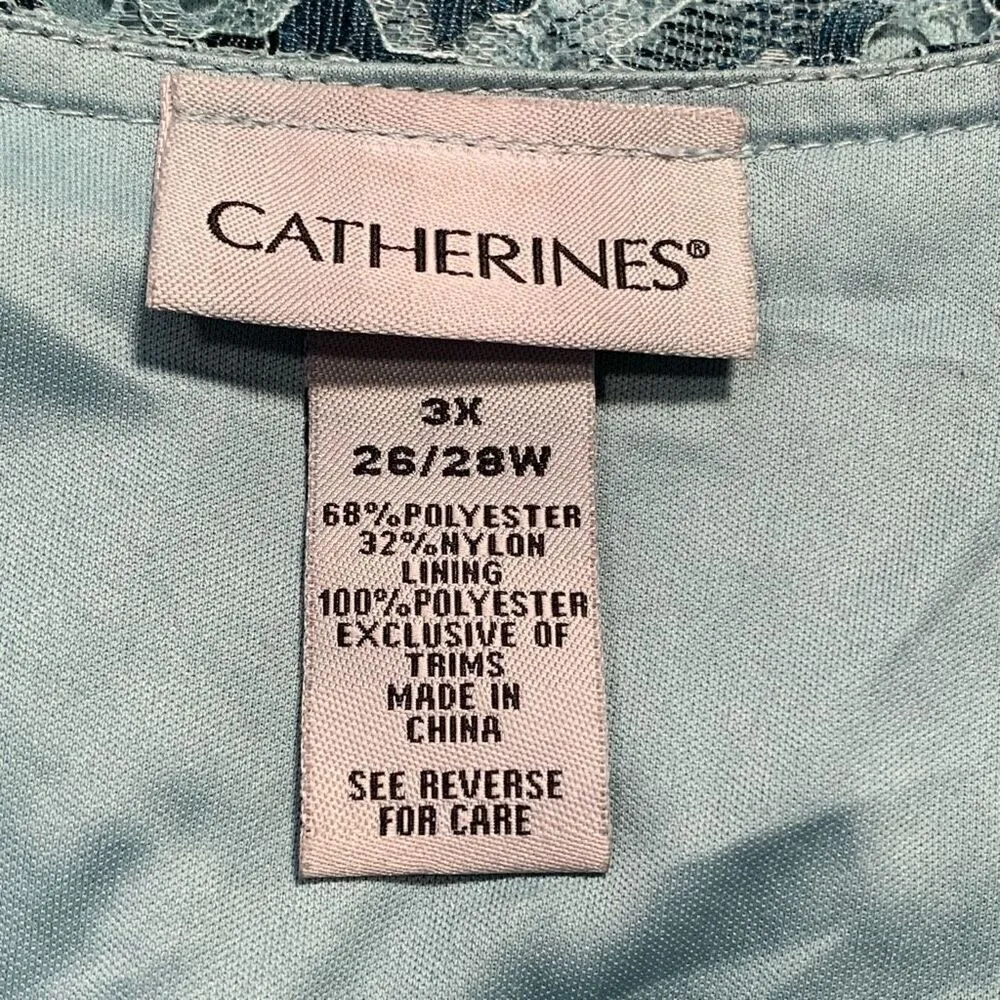 CATHERINES®
3X
26/28W
68%POLYESTER
32%NYLON
LINING
100%POLYESTER
EXCLUSIVE OF
TRIMS
MADE IN
CHINA
SEE REVERSE
FOR CARE